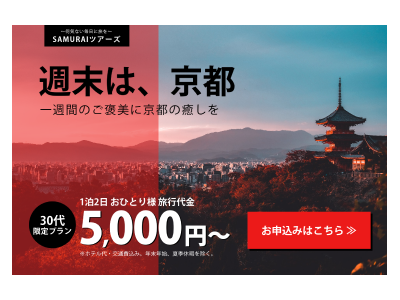 ～元気ない毎日に旅を～
SAMURAIツアーズ
週末は、京都
一週間のご褒美に京都の癒しを
30代
限定プラン
1泊2日 おひとり様 旅行代金
5,000円～
※ホテル代・交通費込み、年末年始、夏季休暇を除く。
お申込みはこちら ≫